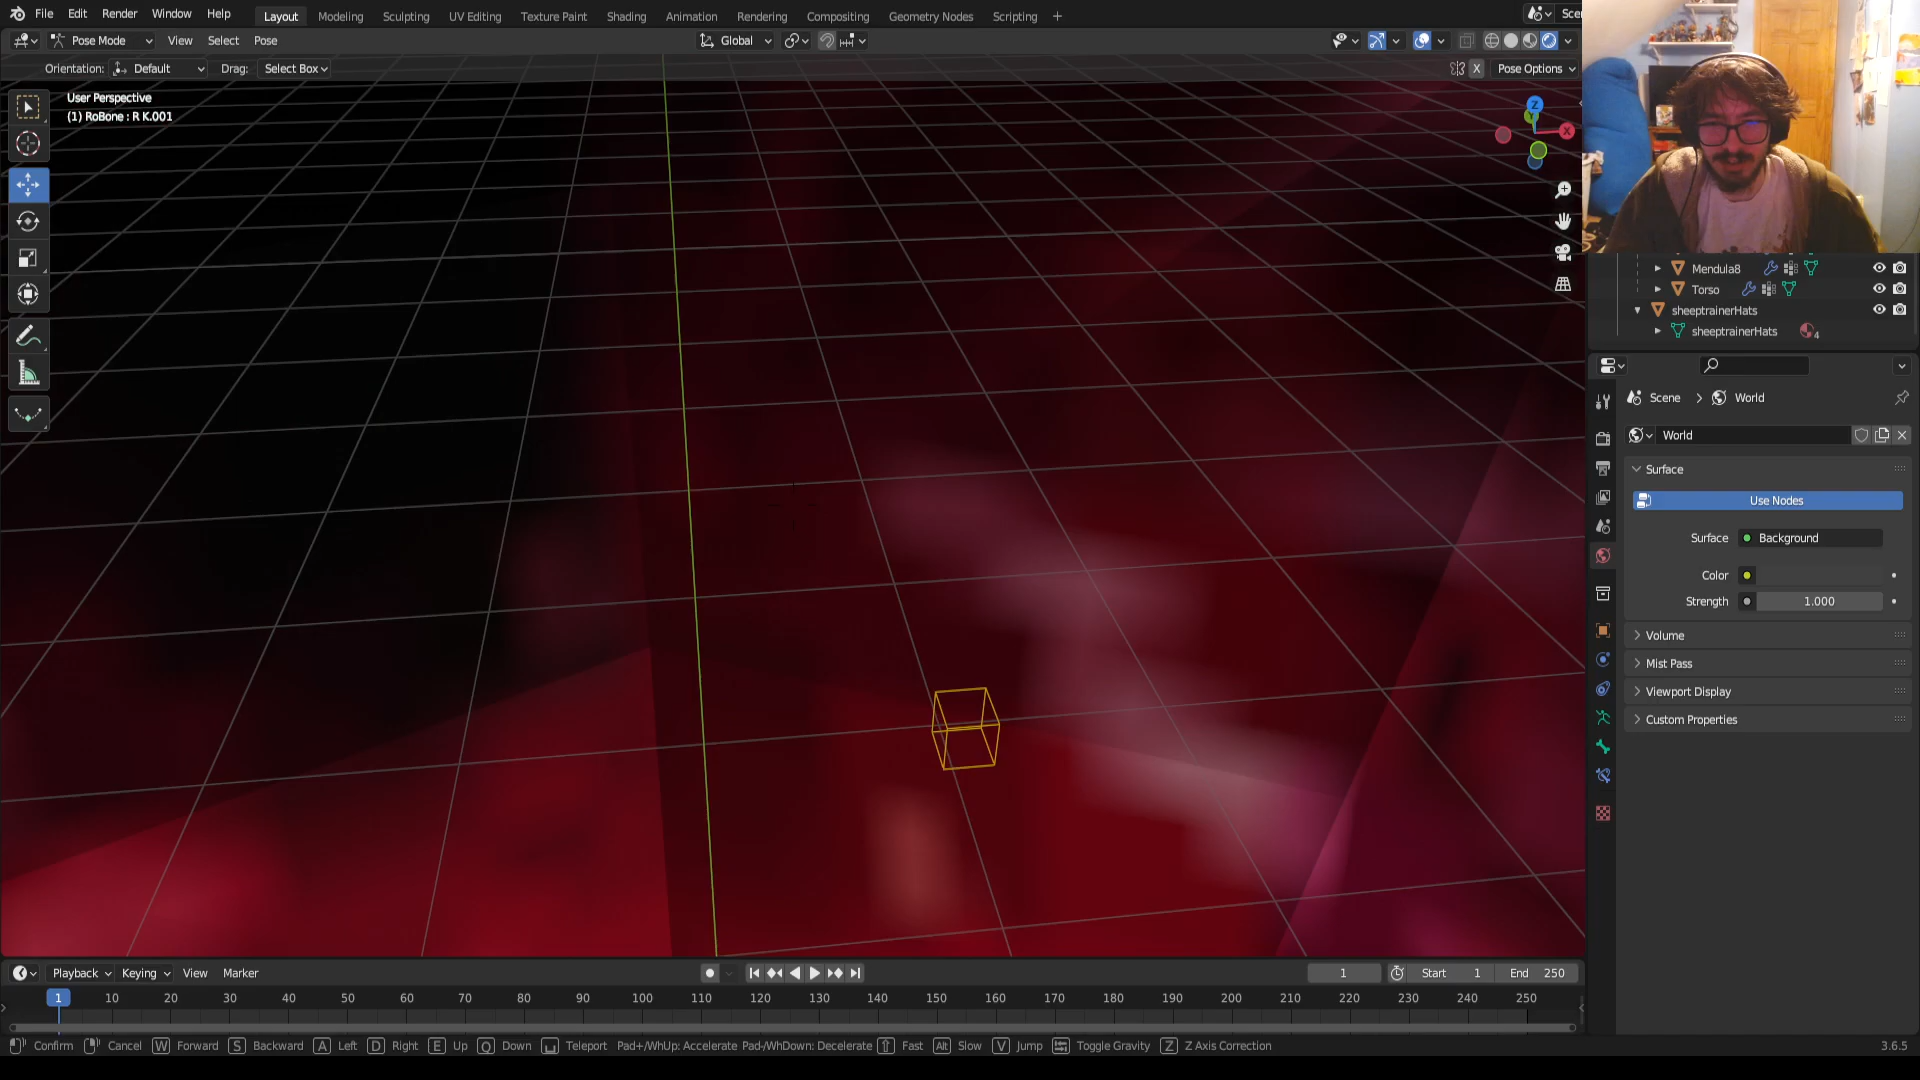 File Edit Render Window Help Layout Modeling Sculpting UV Editing Texture Paint Shading Animation Rendering Compositing Geometry Nodes Scripting + Scene
Pose Mode View Select Pose Global
Orientation: Default Drag: Select Box X Pose Options
User Perspective
(1) RoBone : R K.001
Z
Y
X
Mendula8
Torso
sheeptrainerHats
sheeptrainerHats 4
Scene > World
World
Surface
Use Nodes
Surface Background
Color
Strength 1.000
Volume
Mist Pass
Viewport Display
Custom Properties
Playback Keying View Marker 1 Start 1 End 250
1 10 20 30 40 50 60 70 80 90 100 110 120 130 140 150 160 170 180 190 200 210 220 230 240 250
Confirm Cancel W Forward S Backward A Left D Right E Up Q Down Teleport Pad+/WhUp: Accelerate Pad-/WhDown: Decelerate Fast Alt Slow V Jump Toggle Gravity Z Z Axis Correction 3.6.5